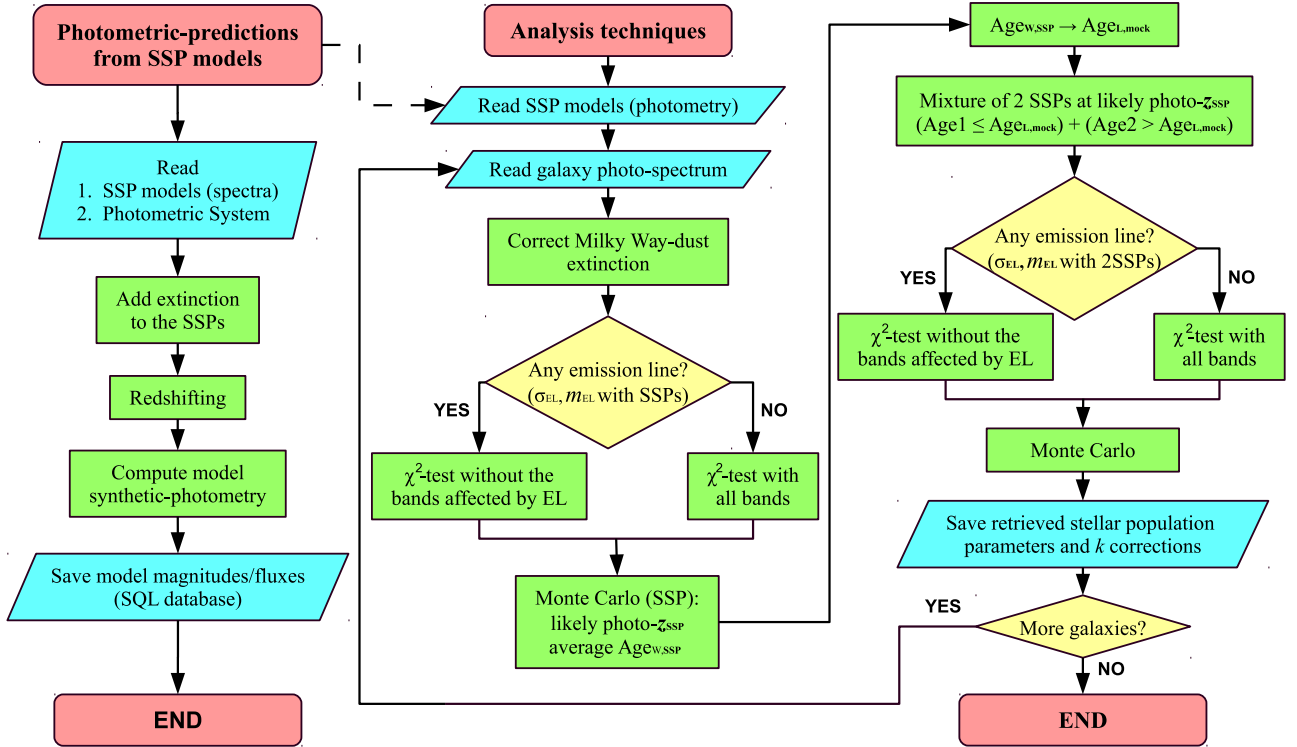 Photometric-predictions
from SSP models
Read
1. SSP models (spectra)
2. Photometric System
Add extinction
to the SSPs
Redshifting
Compute model
synthetic-photometry
Save model magnitudes/fluxes
(SQL database)
END
Analysis techniques
Read SSP models (photometry)
Read galaxy photo-spectrum
Correct Milky Way-dust
extinction
Any emission line?
(σEL, mEL with SSPs)
YES
NO
χ²-test without the
bands affected by EL
χ²-test with
all bands
Monte Carlo (SSP):
likely photo-zSSP
average AgeW,SSP
AgeW,SSP → AgeL,mock
Mixture of 2 SSPs at likely photo-zSSP
(Age1 ≤ AgeL,mock) + (Age2 > AgeL,mock)
Any emission line?
(σEL, mEL with 2SSPs)
YES
NO
χ²-test without the
bands affected by EL
χ²-test with
all bands
Monte Carlo
Save retrieved stellar population
parameters and k corrections
YES
More galaxies?
NO
END